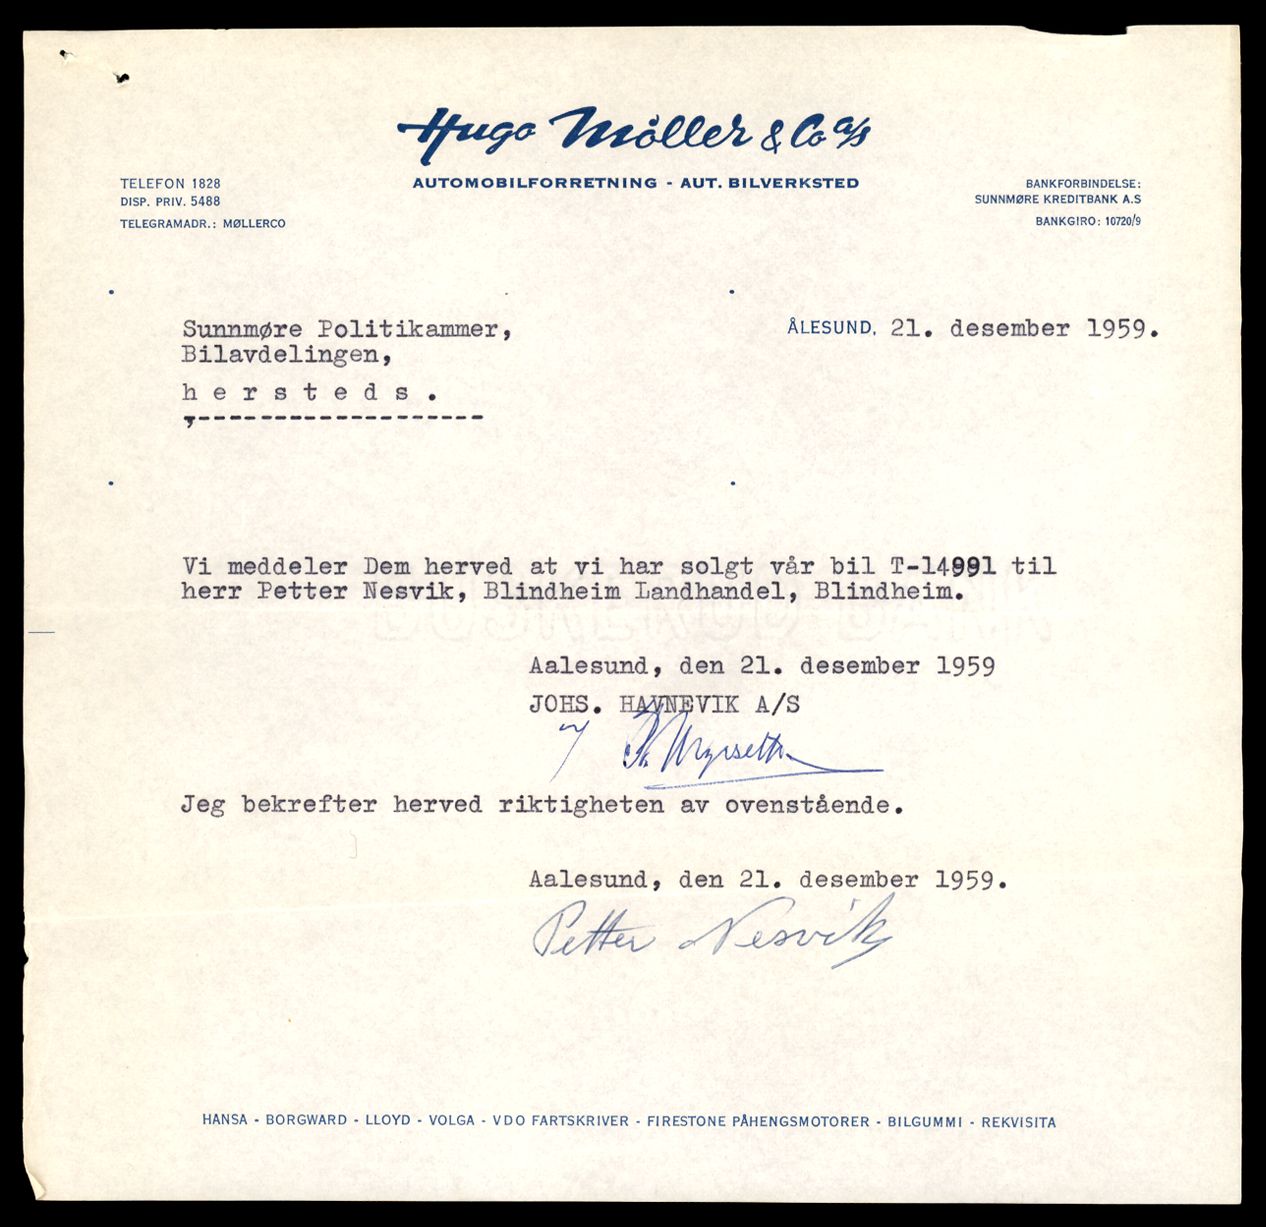 Hugo Möller & Co a/s
AUTOMOBILFORRETNING - AUT. BILVERKSTED
TELEFON 1828
DISP. PRIV. 5488
TELEGRAMADR.: MØLLERCO
BANKFORBINDELSE:
SUNNMØRE KREDITBANK A.S
BANKGIRO: 10720/9
Sunnmøre Politikammer,
Bilavdelingen,
h e r s t e d s .
ÅLESUND, 21. desember 1959.
Vi meddeler Dem herved at vi har solgt vår bil T-14991 til
herr Petter Nesvik, Blindheim Landhandel, Blindheim.
Aalesund, den 21. desember 1959
JOHS. HAVNEVIK A/S
Jeg bekrefter herved riktigheten av ovenstående.
Aalesund, den 21. desember 1959.
Petter Nesvik
HANSA - BORGWARD - LLOYD - VOLGA - VDO FARTSKRIVER - FIRESTONE PÅHENGSMOTORER - BILGUMMI - REKVISITA